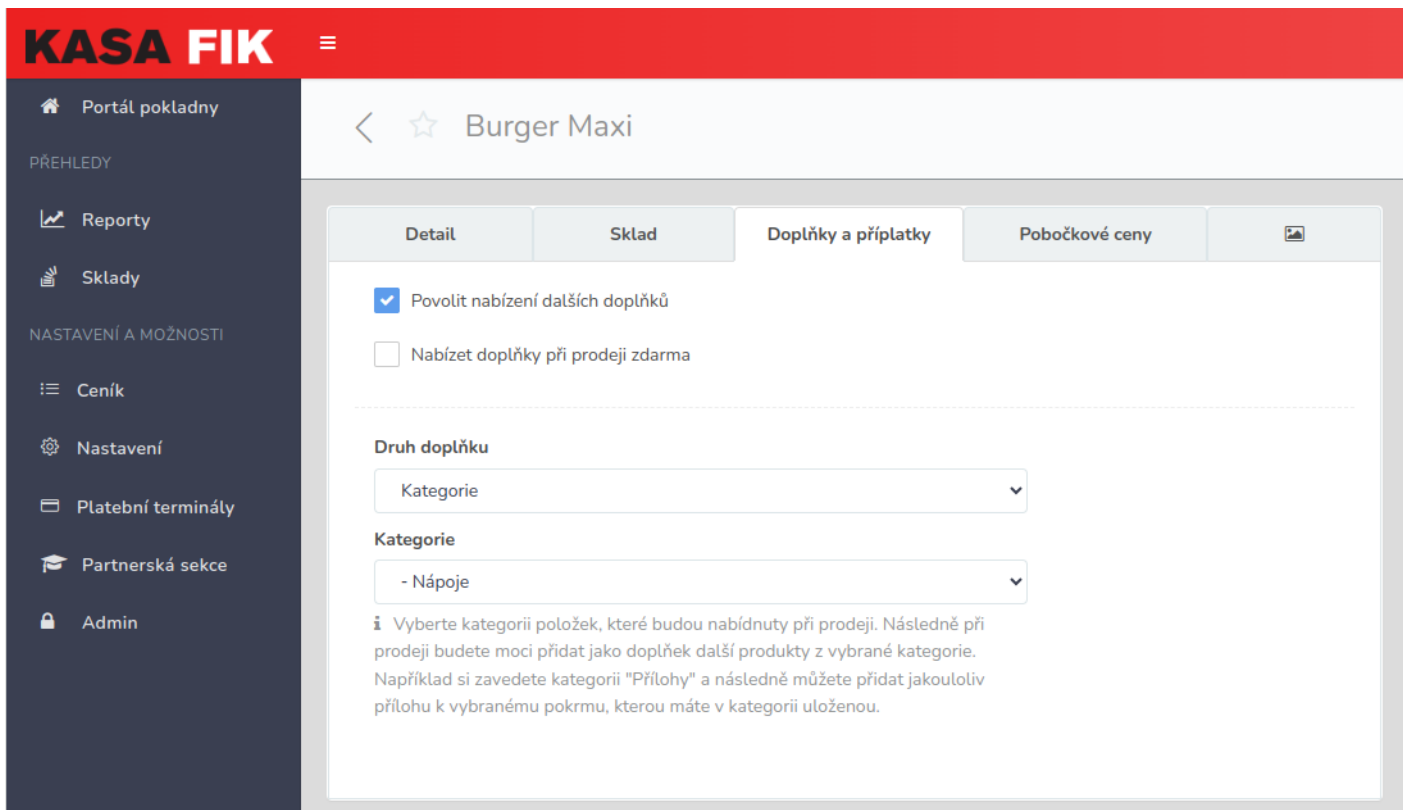 KASA FIK
Portál pokladny
PŘEHLEDY
Reporty
Sklady
NASTAVENÍ A MOŽNOSTI
Ceník
Nastavení
Platební terminály
Partnerská sekce
Admin
Burger Maxi
Detail
Sklad
Doplňky a příplatky
Pobočkové ceny
Povolit nabízení dalších doplňků
Nabízet doplňky při prodeji zdarma
Druh doplňku
Kategorie
Kategorie
- Nápoje
i Vyberte kategorii položek, které budou nabídnuty při prodeji. Následně při
prodeji budete moci přidat jako doplněk další produkty z vybrané kategorie.
Například si zavedete kategorii "Přílohy" a následně můžete přidat jakouloliv
přílohu k vybranému pokrmu, kterou máte v kategorii uloženou.